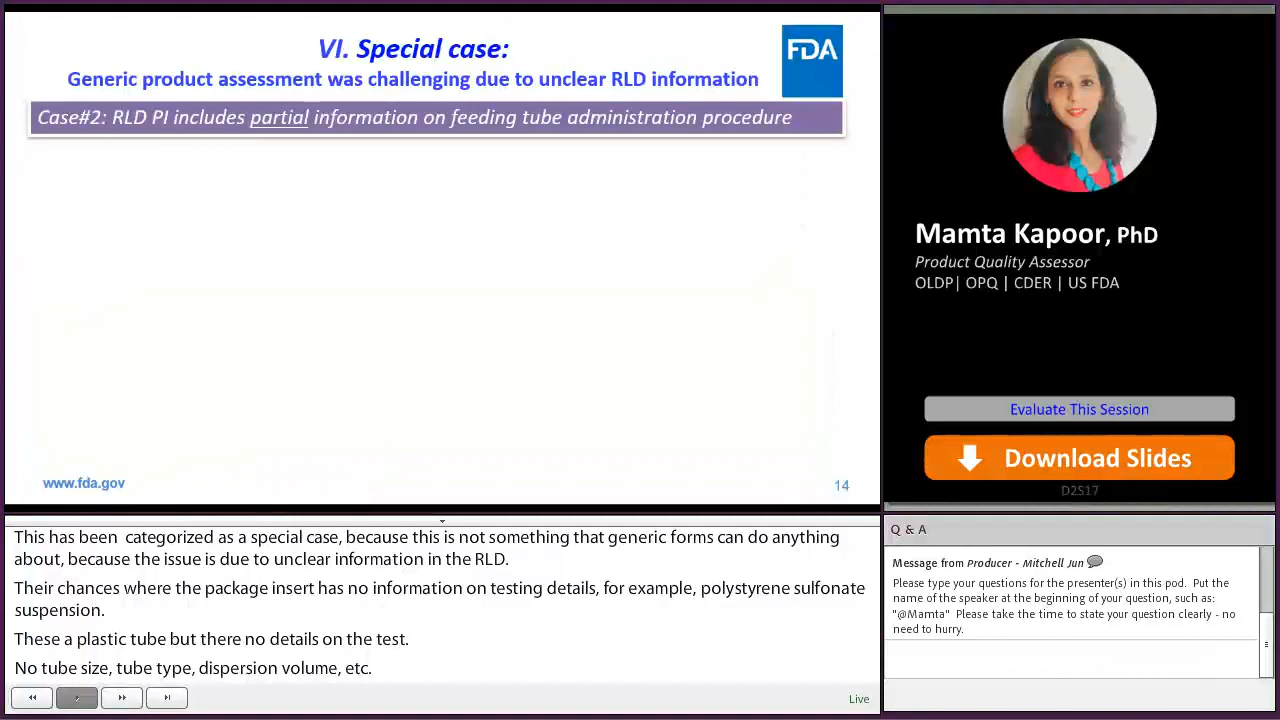 VI. Special case:
Generic product assessment was challenging due to unclear RLD information
FDA
Case#2: RLD PI includes partial information on feeding tube administration procedure
www.fda.gov
14
Mamta Kapoor, PhD
Product Quality Assessor
OLDP| OPQ | CDER | US FDA
Evaluate This Session
Download Slides
D2S17
This has been categorized as a special case, because this is not something that generic forms can do anything
about, because the issue is due to unclear information in the RLD.
Their chances where the package insert has no information on testing details, for example, polystyrene sulfonate
suspension.
These a plastic tube but there no details on the test.
No tube size, tube type, dispersion volume, etc.
Live
Q & A
Message from Producer - Mitchell Jun
Please type your questions for the presenter(s) in this pod. Put the
name of the speaker at the beginning of your question, such as:
"@Mamta" Please take the time to state your question clearly - no
need to hurry.